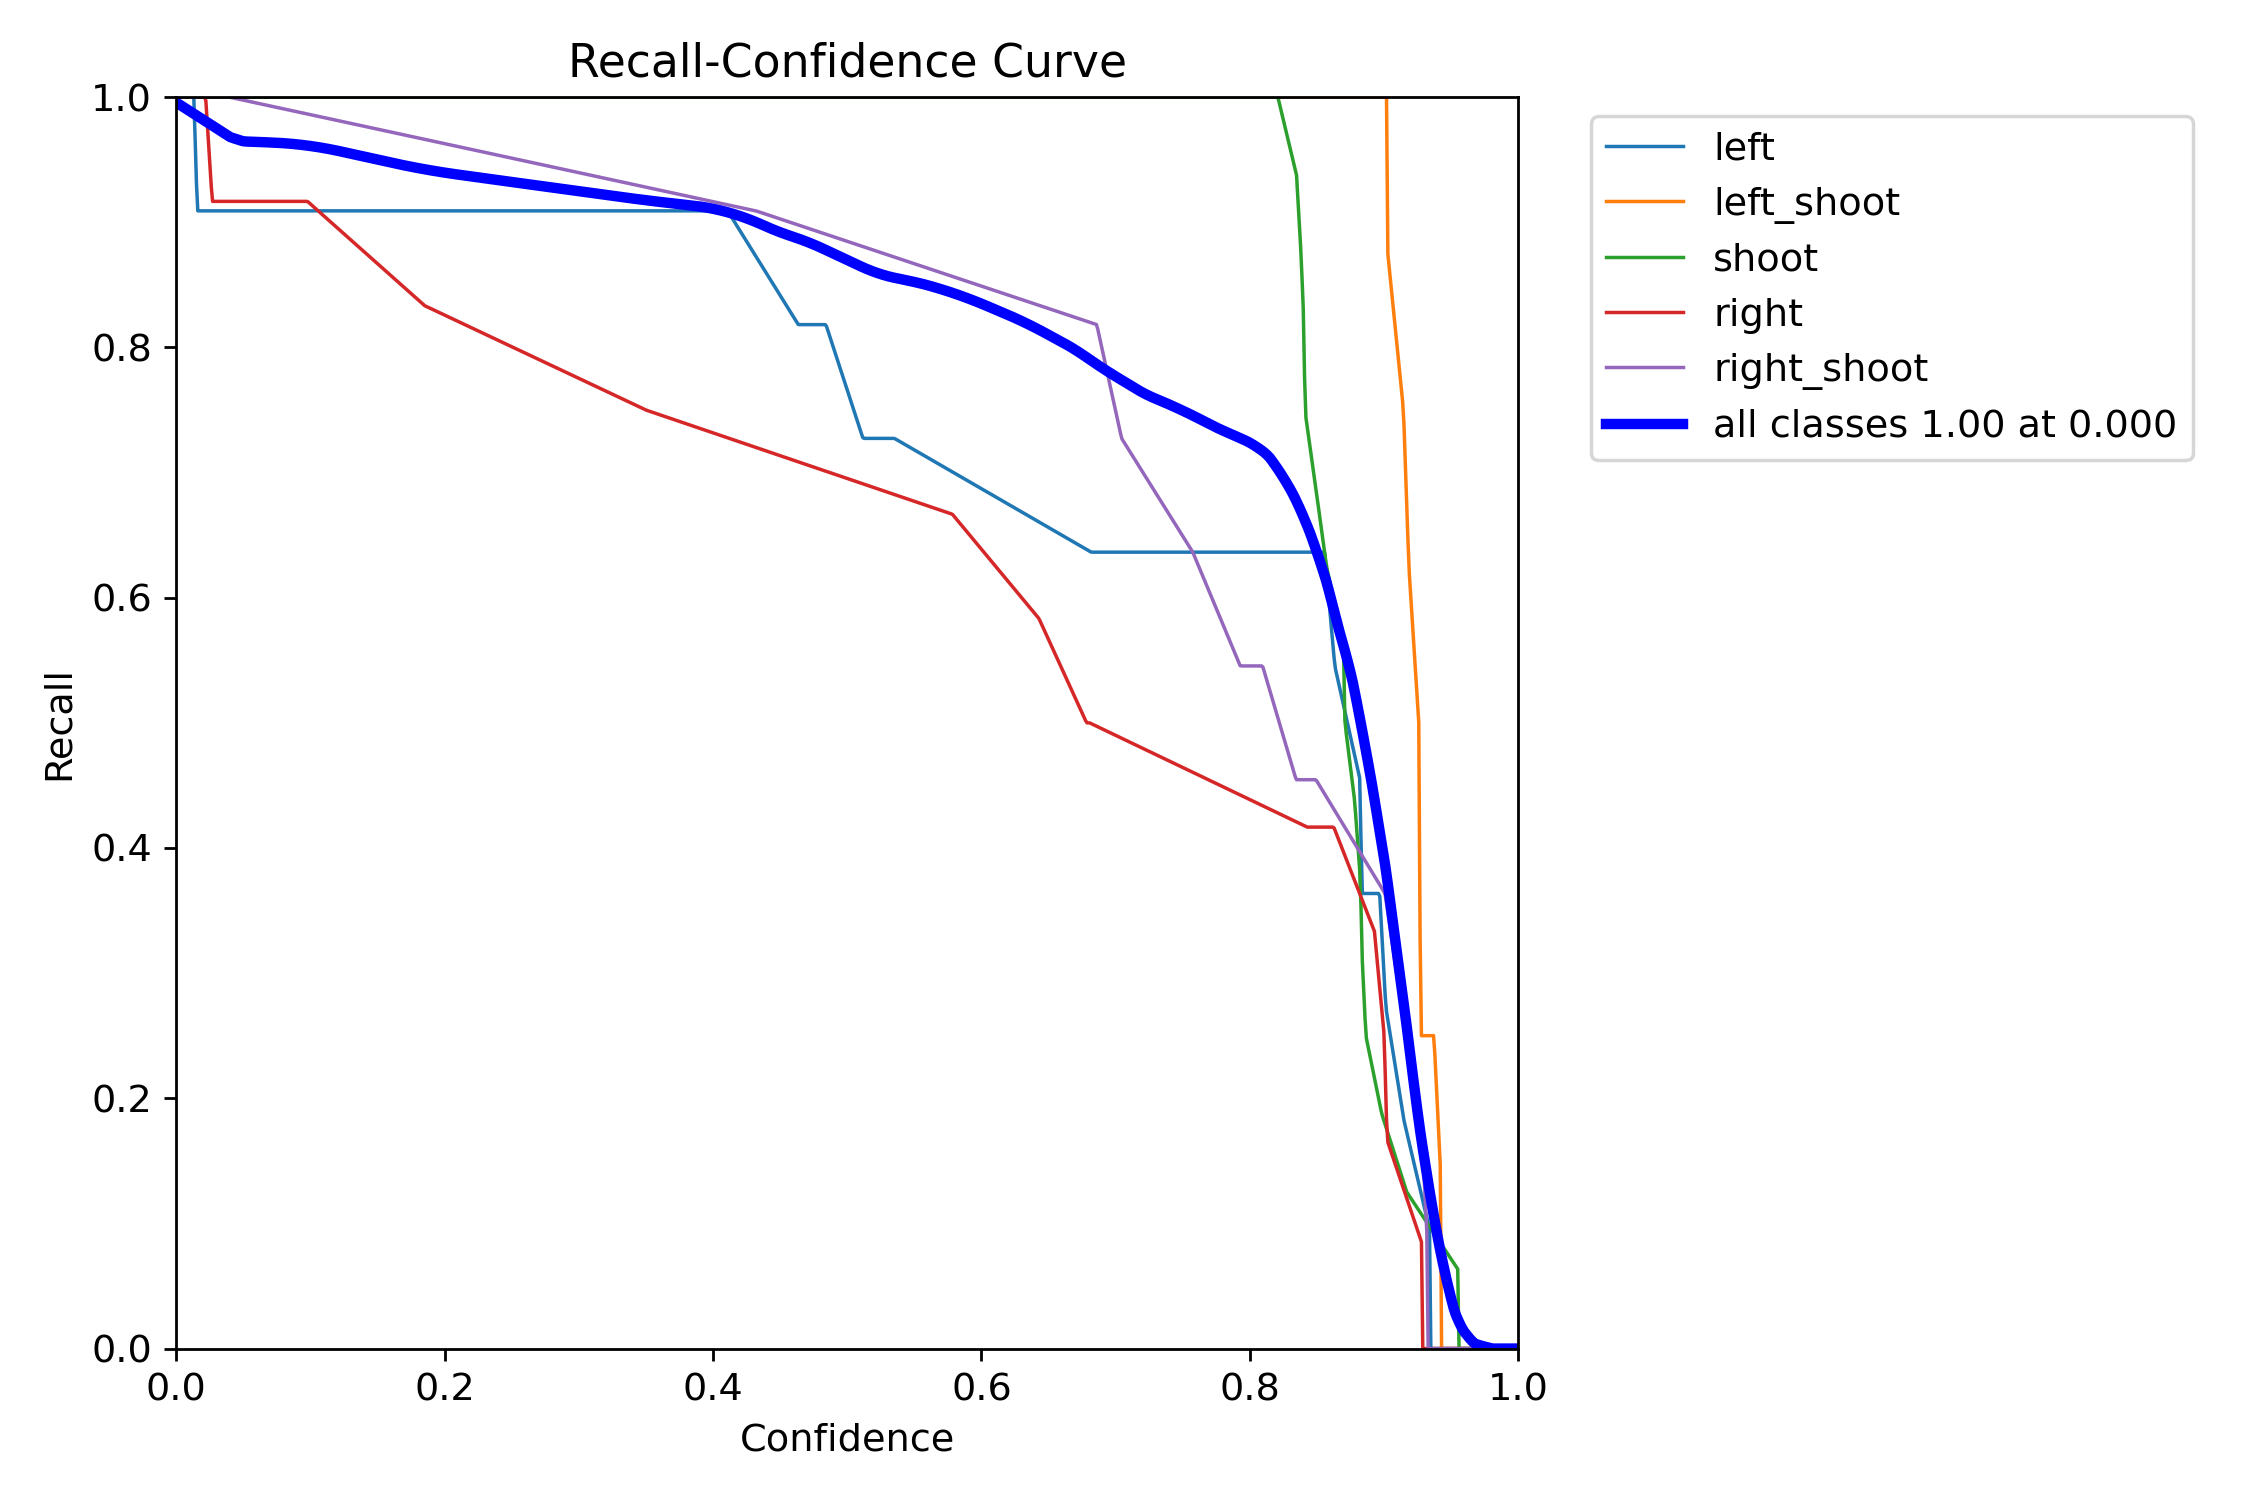 Recall-Confidence Curve
1.0
0.8
0.6
0.4
0.2
0.0
Recall
0.0 0.2 0.4 0.6 0.8 1.0
Confidence
left
left_shoot
shoot
right
right_shoot
all classes 1.00 at 0.000